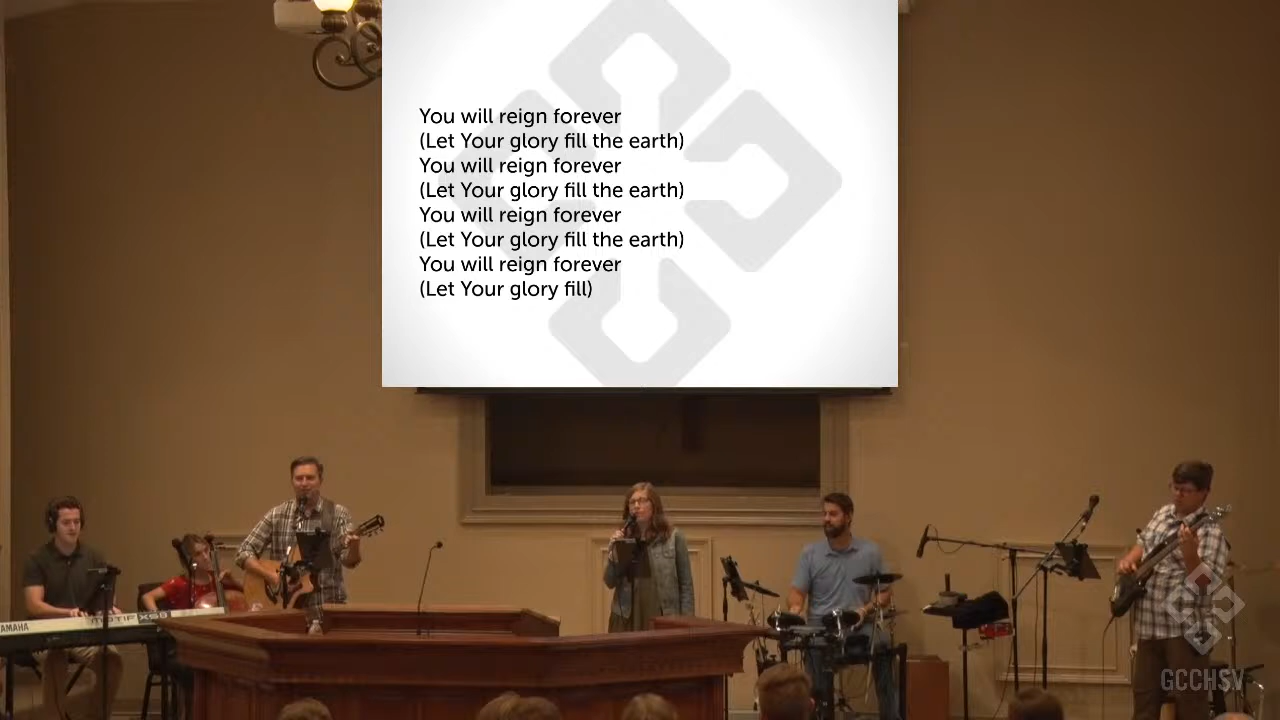 You will reign forever
(Let Your glory fill the earth)
You will reign forever
(Let Your glory fill the earth)
You will reign forever
(Let Your glory fill the earth)
You will reign forever
(Let Your glory fill)
YAMAHA
MOTIF XS8
GCCHSV